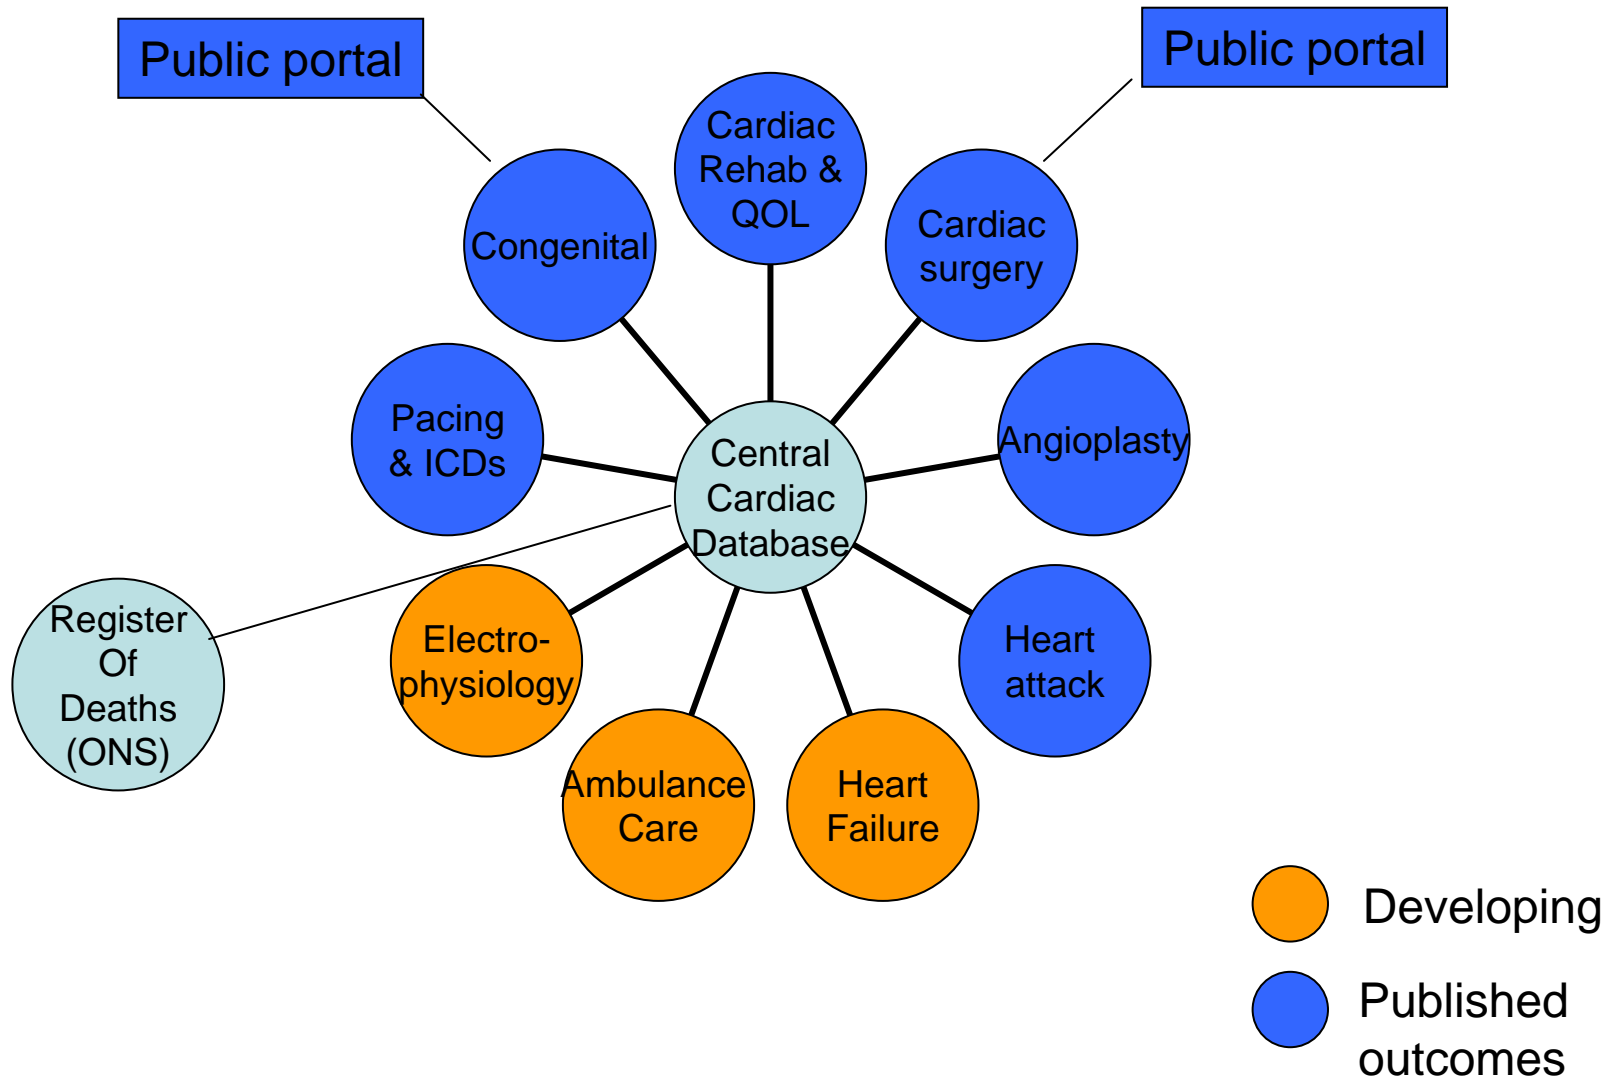 Public portal
Public portal
Cardiac
Rehab &
QOL
Congenital
Cardiac
surgery
Pacing
& ICDs
Angioplasty
Central
Cardiac
Database
Register
Of
Deaths
(ONS)
Electro-
physiology
Heart
attack
Ambulance
Care
Heart
Failure
Developing
Published
outcomes